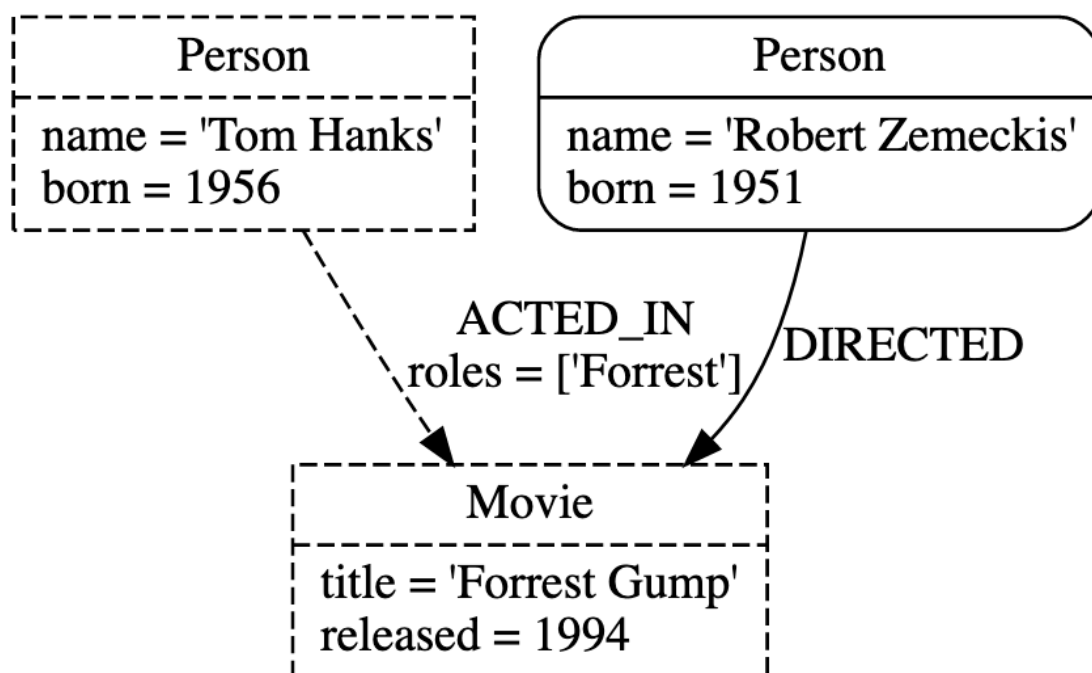 Person
name = 'Tom Hanks'
born = 1956
Person
name = 'Robert Zemeckis'
born = 1951
ACTED_IN
roles = ['Forrest']
DIRECTED
Movie
title = 'Forrest Gump'
released = 1994